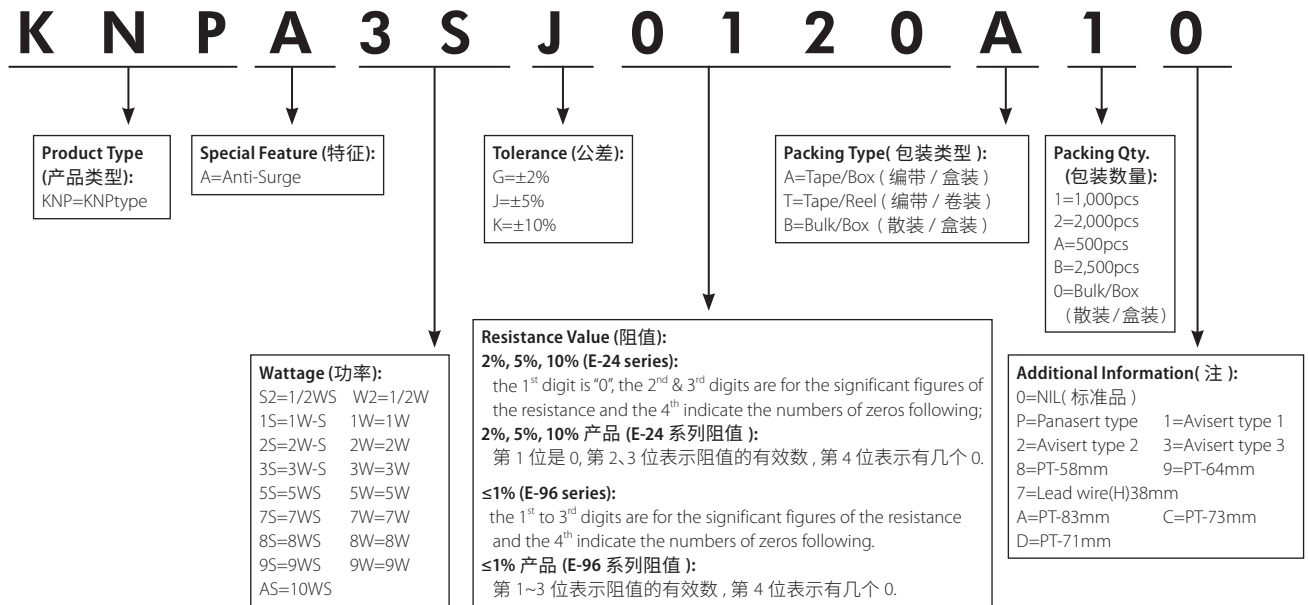 K N P A 3 S J 0 1 2 0 A 1 0
Product Type
(产品类型):
KNP=KNPtype
Special Feature (特征):
A=Anti-Surge
Tolerance (公差):
G=±2%
J=±5%
K=±10%
Packing Type( 包装类型 ):
A=Tape/Box ( 编带 / 盒装 )
T=Tape/Reel ( 编带 / 卷装 )
B=Bulk/Box ( 散装 / 盒装 )
Packing Qty.
(包装数量):
1=1,000pcs
2=2,000pcs
A=500pcs
B=2,500pcs
0=Bulk/Box
(散装/盒装)
Wattage (功率):
S2=1/2WS W2=1/2W
1S=1W-S 1W=1W
2S=2W-S 2W=2W
3S=3W-S 3W=3W
5S=5WS 5W=5W
7S=7WS 7W=7W
8S=8WS 8W=8W
9S=9WS 9W=9W
AS=10WS
Resistance Value (阻值):
2%, 5%, 10% (E-24 series):
the 1st digit is "0", the 2nd & 3rd digits are for the significant figures of
the resistance and the 4th indicate the numbers of zeros following;
2%, 5%, 10% 产品 (E-24 系列阻值 ):
第 1 位是 0, 第 2、3 位表示阻值的有效数 , 第 4 位表示有几个 0.
≤1% (E-96 series):
the 1st to 3rd digits are for the significant figures of the resistance
and the 4th indicate the numbers of zeros following.
≤1% 产品 (E-96 系列阻值 ):
第 1~3 位表示阻值的有效数 , 第 4 位表示有几个 0.
Additional Information( 注 ):
0=NIL( 标准品 )
P=Panasert type 1=Avisert type 1
2=Avisert type 2 3=Avisert type 3
8=PT-58mm 9=PT-64mm
7=Lead wire(H)38mm
A=PT-83mm C=PT-73mm
D=PT-71mm